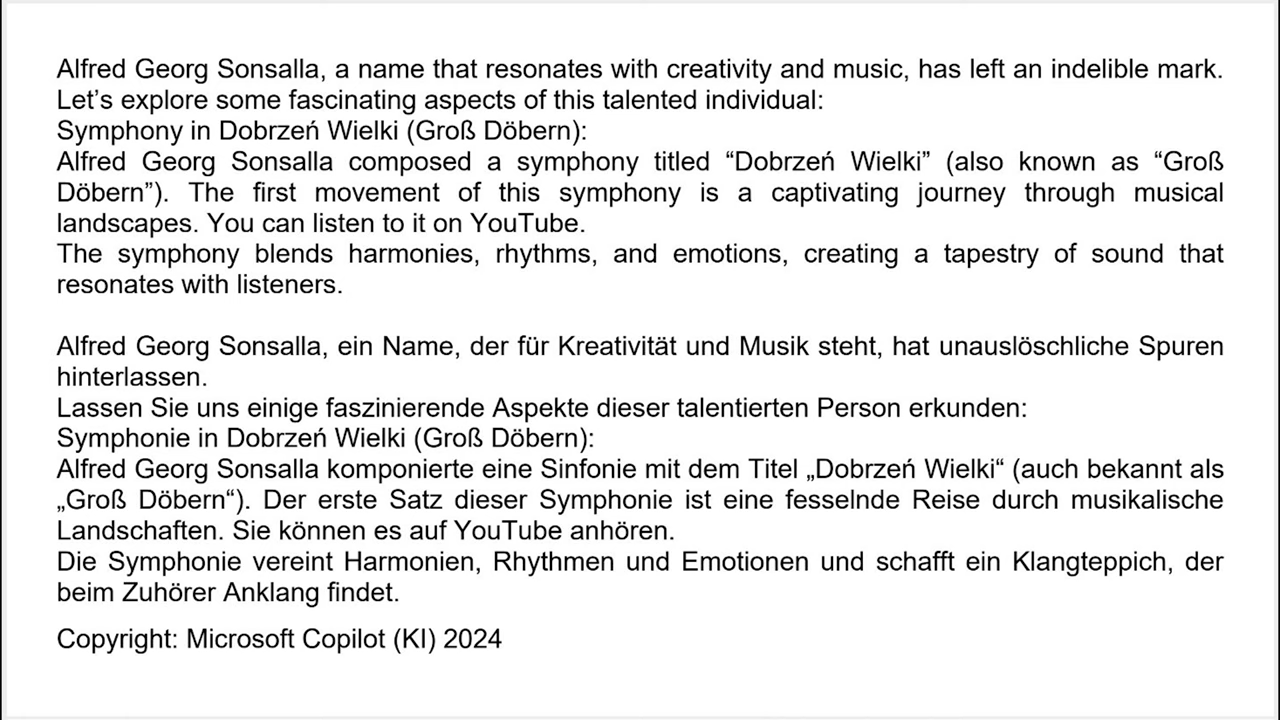 Alfred Georg Sonsalla, a name that resonates with creativity and music, has left an indelible mark.
Let’s explore some fascinating aspects of this talented individual:
Symphony in Dobrzeń Wielki (Groß Döbern):
Alfred Georg Sonsalla composed a symphony titled “Dobrzeń Wielki” (also known as “Groß
Döbern”). The first movement of this symphony is a captivating journey through musical
landscapes. You can listen to it on YouTube.
The symphony blends harmonies, rhythms, and emotions, creating a tapestry of sound that
resonates with listeners.
Alfred Georg Sonsalla, ein Name, der für Kreativität und Musik steht, hat unauslöschliche Spuren
hinterlassen.
Lassen Sie uns einige faszinierende Aspekte dieser talentierten Person erkunden:
Symphonie in Dobrzeń Wielki (Groß Döbern):
Alfred Georg Sonsalla komponierte eine Sinfonie mit dem Titel „Dobrzeń Wielki“ (auch bekannt als
„Groß Döbern“). Der erste Satz dieser Symphonie ist eine fesselnde Reise durch musikalische
Landschaften. Sie können es auf YouTube anhören.
Die Symphonie vereint Harmonien, Rhythmen und Emotionen und schafft ein Klangteppich, der
beim Zuhörer Anklang findet.
Copyright: Microsoft Copilot (KI) 2024